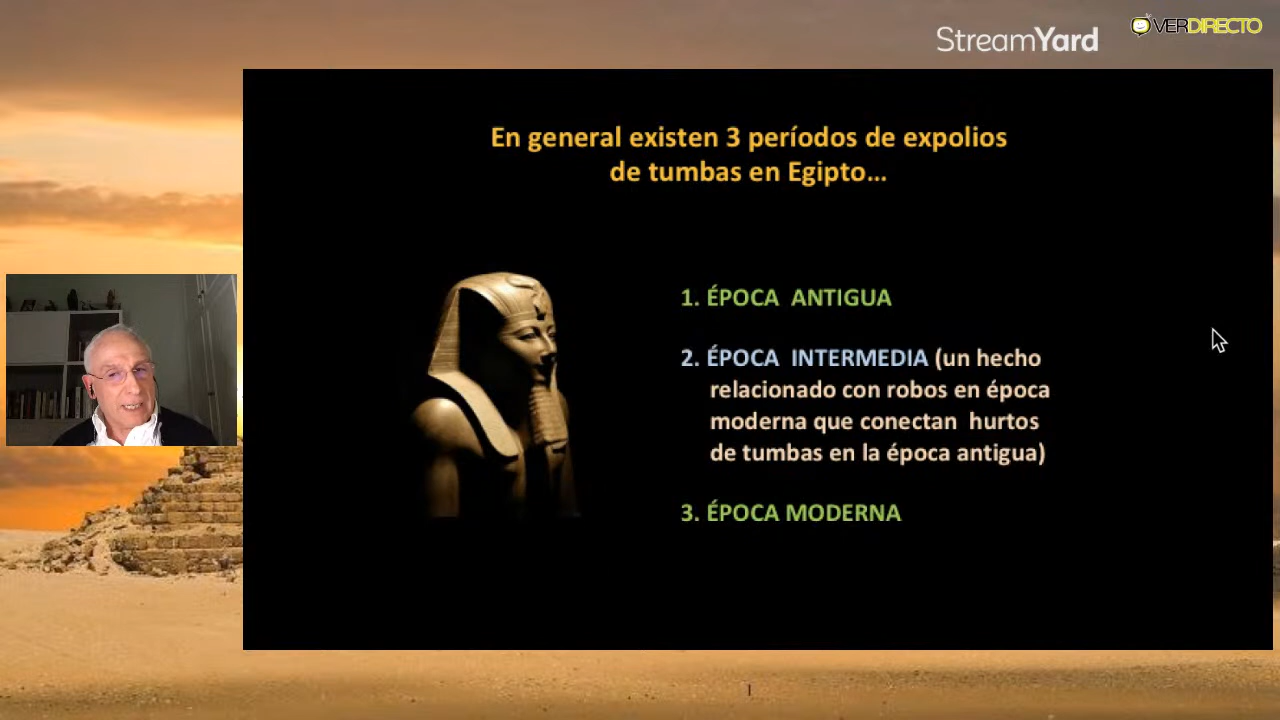 StreamYard
VERDIRECTO
En general existen 3 períodos de expolios
de tumbas en Egipto...
1. ÉPOCA ANTIGUA
2. ÉPOCA INTERMEDIA (un hecho
relacionado con robos en época
moderna que conectan hurtos
de tumbas en la época antigua)
3. ÉPOCA MODERNA